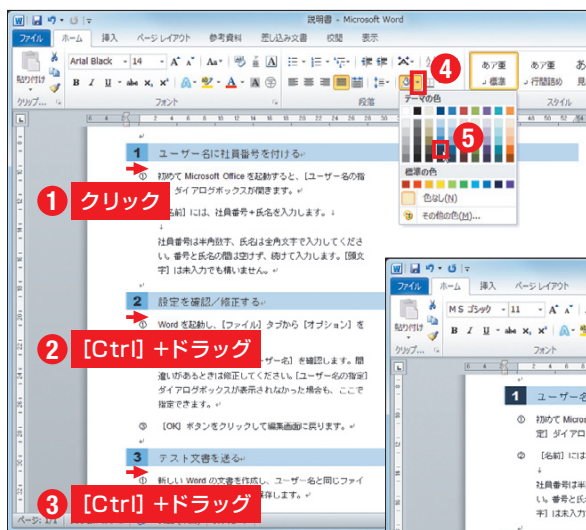 説明書 - Microsoft Word
ファイル ホーム 挿入 ページレイアウト 参考資料 差し込み文書 校閲 表示
Arial Black 14
貼り付け
クリップ... フォント 段落 スタイル
あア亜 あア亜
標準 行間詰め
テーマの色
標準の色
色なし(N)
その他の色(M)...
4
5
1 ユーザー名に社員番号を付ける
① 初めて Microsoft Office を起動すると、[ユーザー名の指
ダイアログボックスが開きます。
1 クリック
名前] には、社員番号+氏名を入力します。
社員番号は半角数字、氏名は全角文字で入力してくださ
い。番号と氏名の間は空けず、続けて入力します。[頭文
字] は未入力でも構いません。
2 設定を確認/修正する
① Word を起動し、[ファイル] タブから [オプション] を
2 [Ctrl] +ドラッグ
ザー名] を確認します。間
違いがあるときは修正してください。[ユーザー名の指定]
ダイアログボックスが表示されなかった場合も、ここで
指定できます。
③ [OK] ボタンをクリックして編集画面に戻ります。
3 テスト文書を送る
① 新しい Word の文書を作成し、ユーザー名と同じファイ
3 [Ctrl] +ドラッグ
存します。
ページ: 1/1
ファイル ホーム 挿入 ページレイアウト
MS ゴシック 11
貼り付け
クリップ... フォント
1 ユーザー名
① 初めて Micros
定] ダイアロ
② [名前] には
社員番号は半
い。番号と氏
字] は未入力